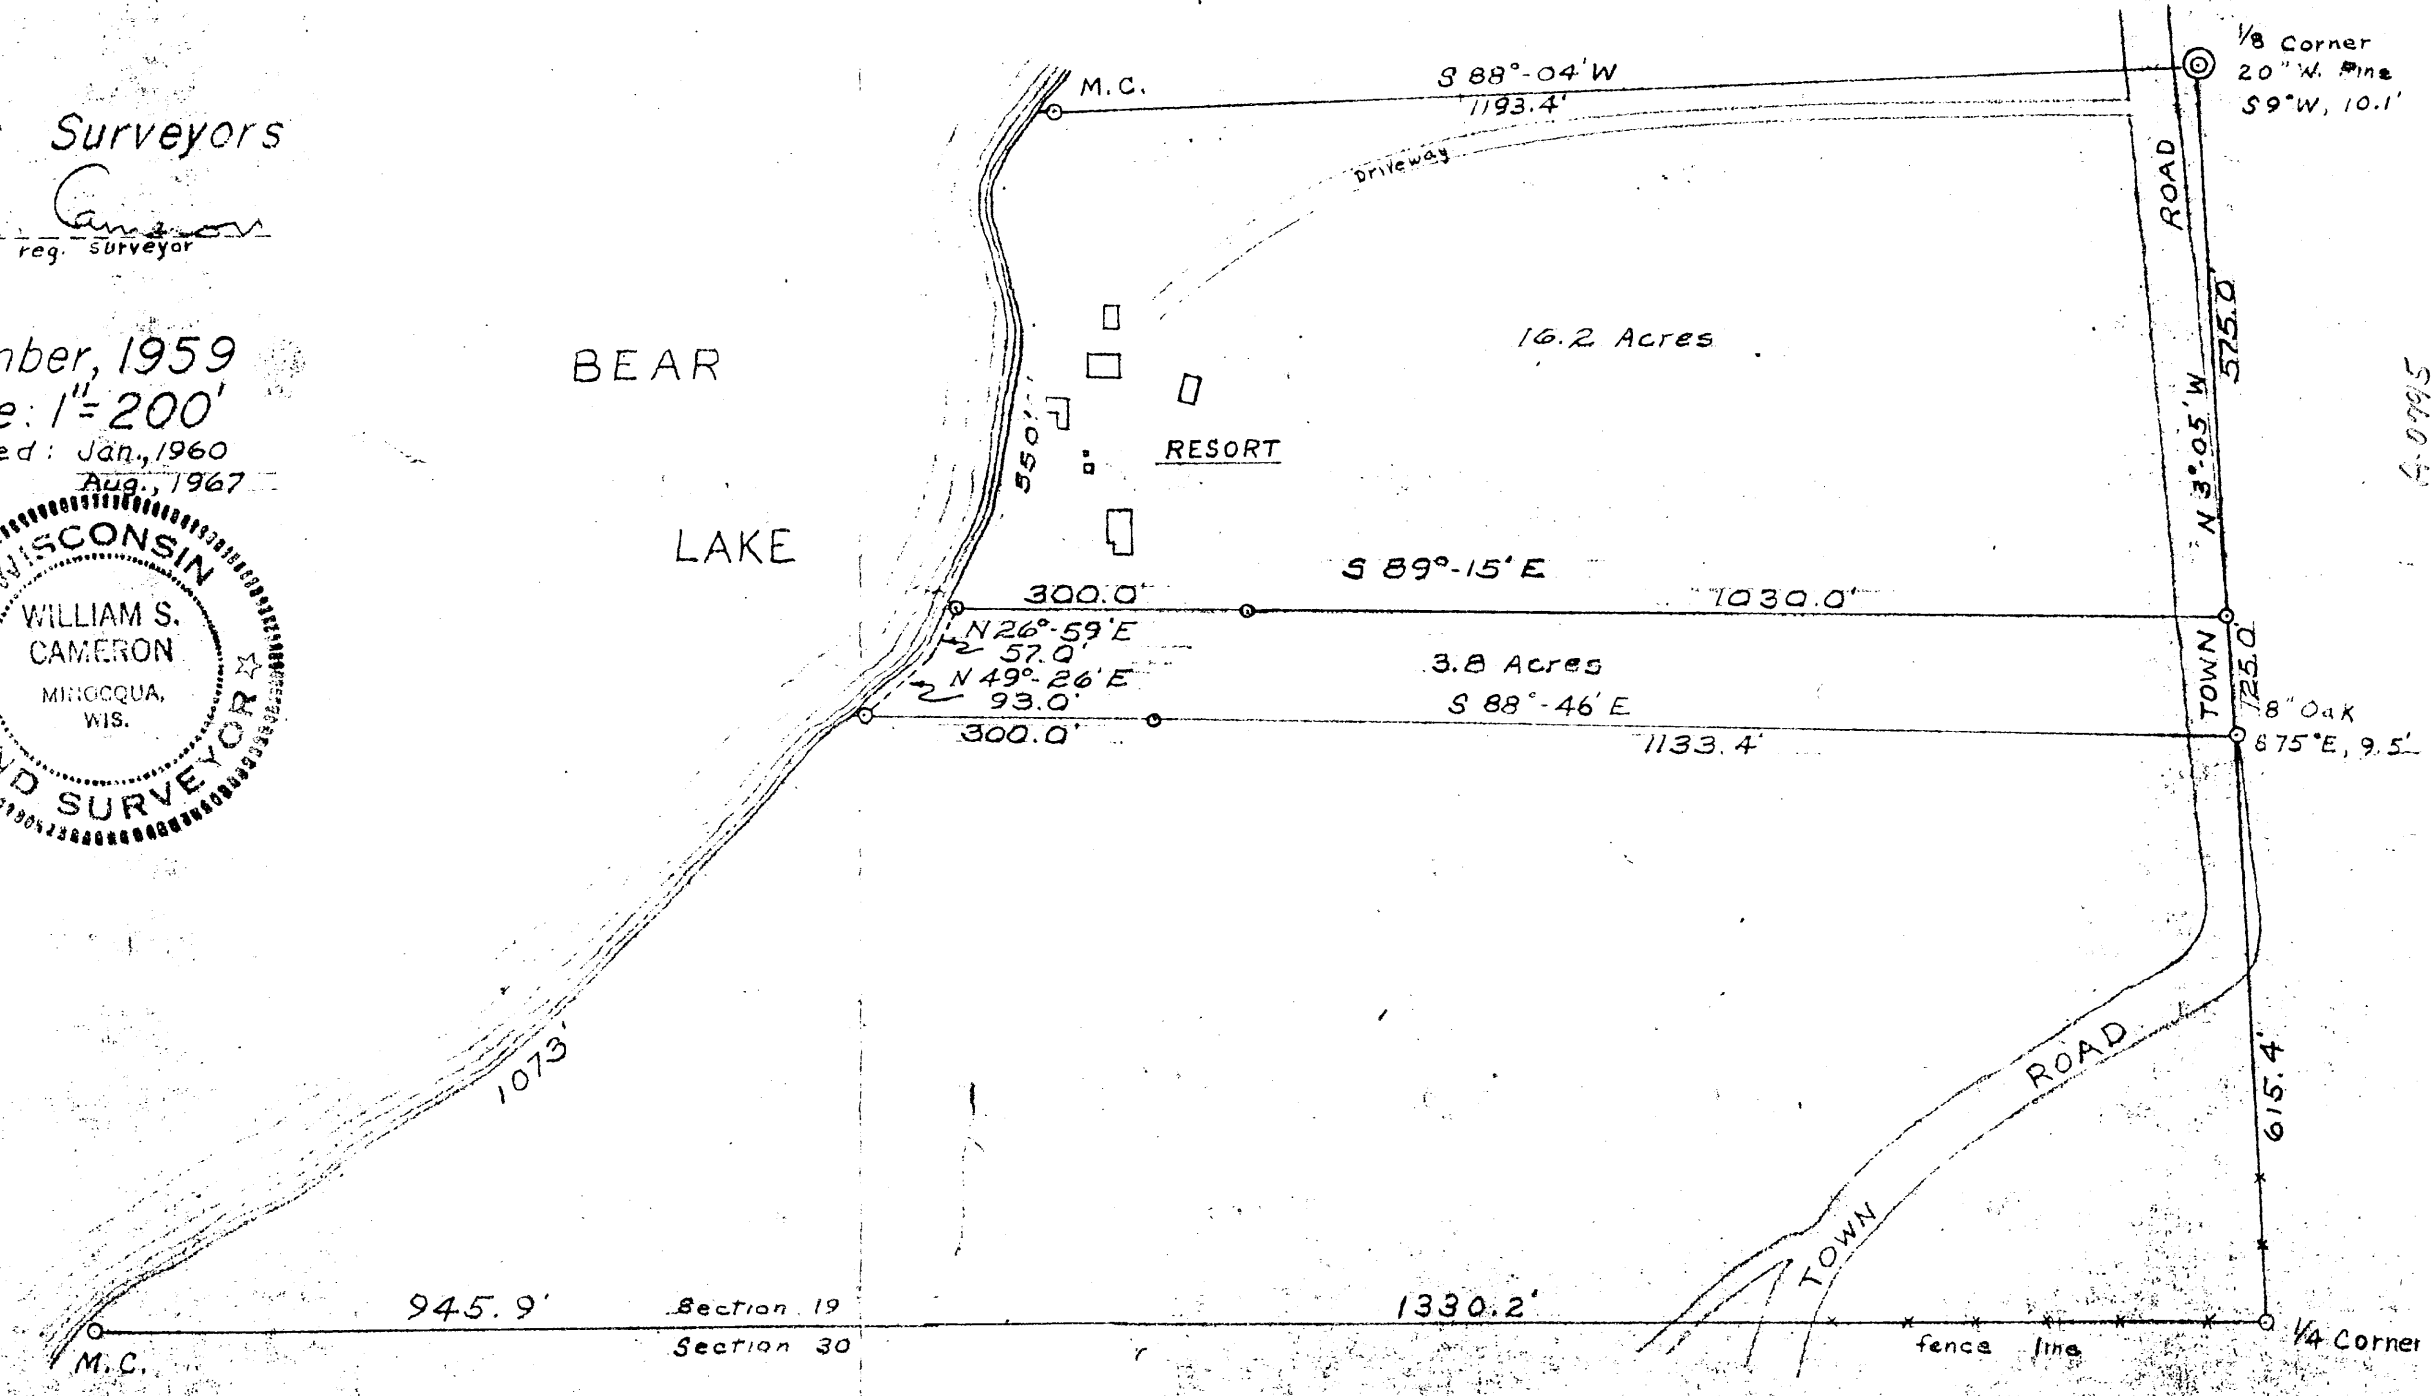 Surveyors
Cameron
reg. surveyor
1959
1"=200'
Jan., 1960
Aug., 1967
WISCONSIN
WILLIAM S.
CAMERON
MINOCQUA,
WIS.
SURVEYOR
BEAR
LAKE
M.C.
S 88°-04'W
1193.4'
1/8 Corner
20" W. Pine
S 9°W, 10.1'
Driveway
ROAD
575.0'
N 3°-05' W
16.2 Acres
550'
RESORT
S 89°-15' E
300.0'
1030.0'
N 26°-59'E
57.0'
N 49°-26'E
93.0'
3.8 Acres
S 88°-46' E
300.0'
1133.4'
TOWN
125.0'
8" Oak
S 75°E, 9.5'
1073'
ROAD
TOWN
615.4'
945.9'
Section 19
Section 30
1330.2'
M.C.
fence line
1/4 Corner